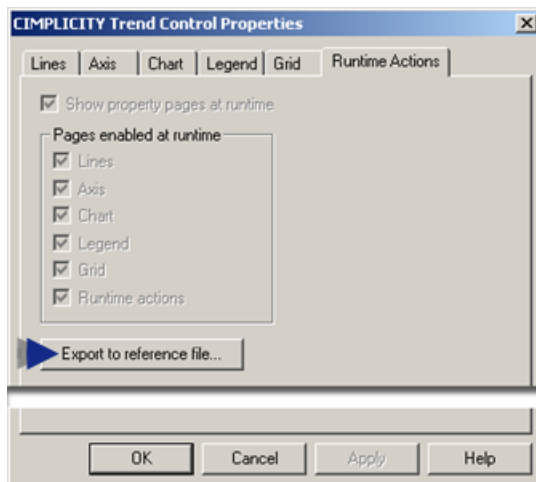 CIMPLICITY Trend Control Properties
Lines Axis Chart Legend Grid Runtime Actions
Show property pages at runtime
Pages enabled at runtime
Lines
Axis
Chart
Legend
Grid
Runtime actions
Export to reference file...
OK Cancel Apply Help